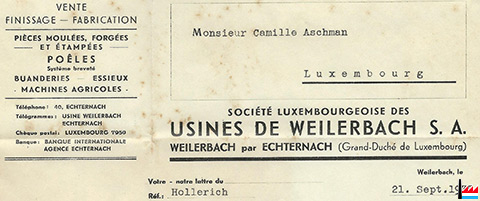 VENTE
FINISSAGE — FABRICATION
PIÈCES MOULÉES, FORGÉES
ET ÉTAMPÉES
POÊLES
Système breveté
BUANDERIES — ESSIEUX
MACHINES AGRICOLES
Téléphone: 40, ECHTERNACH
Télégrammes: USINE WEILERBACH
ECHTERNACH
Chèque postal: LUXEMBOURG 7950
Banque: BANQUE INTERNATIONALE
AGENCE ECHTERNACH
Monsieur Camille Aschman
Luxembourg
SOCIÉTÉ LUXEMBOURGEOISE DES
USINES DE WEILERBACH S. A.
WEILERBACH par ECHTERNACH (Grand-Duché de Luxembourg)
Weilerbach, le
Votre - notre lettre du
Réf.: Hollerich
21. Sept.